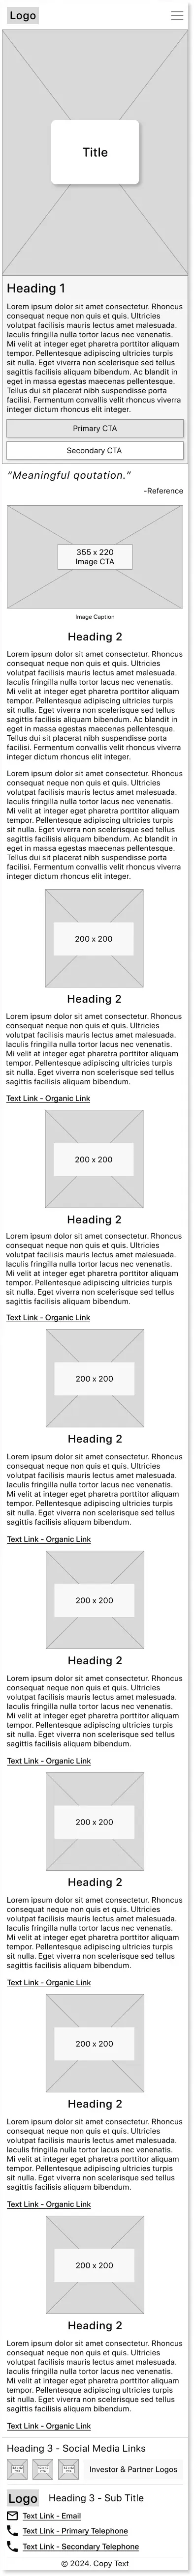 Logo
Title
Heading 1
Lorem ipsum dolor sit amet consectetur. Rhoncus
consequat neque non quis et quis. Ultricies
volutpat facilisis mauris lectus amet malesuada.
Iaculis fringilla nulla tortor lacus nec venenatis.
Mi velit at integer eget pharetra porttitor aliquam
tempor. Pellentesque adipiscing ultricies turpis
sit nulla. Eget viverra non scelerisque sed tellus
sagittis facilisis aliquam bibendum. Ac blandit in
eget in massa egestas maecenas pellentesque.
Tellus dui sit placerat nibh suspendisse porta
facilisi. Fermentum convallis velit rhoncus viverra
integer dictum rhoncus elit integer.
Primary CTA
Secondary CTA
“Meaningful qoutation.”
-Reference
355 x 220
Image CTA
Image Caption
Heading 2
Lorem ipsum dolor sit amet consectetur. Rhoncus
consequat neque non quis et quis. Ultricies
volutpat facilisis mauris lectus amet malesuada.
Iaculis fringilla nulla tortor lacus nec venenatis.
Mi velit at integer eget pharetra porttitor aliquam
tempor. Pellentesque adipiscing ultricies turpis
sit nulla. Eget viverra non scelerisque sed tellus
sagittis facilisis aliquam bibendum. Ac blandit in
eget in massa egestas maecenas pellentesque.
Tellus dui sit placerat nibh suspendisse porta
facilisi. Fermentum convallis velit rhoncus viverra
integer dictum rhoncus elit integer.
Lorem ipsum dolor sit amet consectetur. Rhoncus
consequat neque non quis et quis. Ultricies
volutpat facilisis mauris lectus amet malesuada.
Iaculis fringilla nulla tortor lacus nec venenatis.
Mi velit at integer eget pharetra porttitor aliquam
tempor. Pellentesque adipiscing ultricies turpis
sit nulla. Eget viverra non scelerisque sed tellus
sagittis facilisis aliquam bibendum. Ac blandit in
eget in massa egestas maecenas pellentesque.
Tellus dui sit placerat nibh suspendisse porta
facilisi. Fermentum convallis velit rhoncus viverra
integer dictum rhoncus elit integer.
200 x 200
Heading 2
Lorem ipsum dolor sit amet consectetur. Rhoncus
consequat neque non quis et quis. Ultricies
volutpat facilisis mauris lectus amet malesuada.
Iaculis fringilla nulla tortor lacus nec venenatis.
Mi velit at integer eget pharetra porttitor aliquam
tempor. Pellentesque adipiscing ultricies turpis
sit nulla. Eget viverra non scelerisque sed tellus
sagittis facilisis aliquam bibendum.
Text Link - Organic Link
200 x 200
Heading 2
Lorem ipsum dolor sit amet consectetur. Rhoncus
consequat neque non quis et quis. Ultricies
volutpat facilisis mauris lectus amet malesuada.
Iaculis fringilla nulla tortor lacus nec venenatis.
Mi velit at integer eget pharetra porttitor aliquam
tempor. Pellentesque adipiscing ultricies turpis
sit nulla. Eget viverra non scelerisque sed tellus
sagittis facilisis aliquam bibendum.
Text Link - Organic Link
200 x 200
Heading 2
Lorem ipsum dolor sit amet consectetur. Rhoncus
consequat neque non quis et quis. Ultricies
volutpat facilisis mauris lectus amet malesuada.
Iaculis fringilla nulla tortor lacus nec venenatis.
Mi velit at integer eget pharetra porttitor aliquam
tempor. Pellentesque adipiscing ultricies turpis
sit nulla. Eget viverra non scelerisque sed tellus
sagittis facilisis aliquam bibendum.
Text Link - Organic Link
200 x 200
Heading 2
Lorem ipsum dolor sit amet consectetur. Rhoncus
consequat neque non quis et quis. Ultricies
volutpat facilisis mauris lectus amet malesuada.
Iaculis fringilla nulla tortor lacus nec venenatis.
Mi velit at integer eget pharetra porttitor aliquam
tempor. Pellentesque adipiscing ultricies turpis
sit nulla. Eget viverra non scelerisque sed tellus
sagittis facilisis aliquam bibendum.
Text Link - Organic Link
200 x 200
Heading 2
Lorem ipsum dolor sit amet consectetur. Rhoncus
consequat neque non quis et quis. Ultricies
volutpat facilisis mauris lectus amet malesuada.
Iaculis fringilla nulla tortor lacus nec venenatis.
Mi velit at integer eget pharetra porttitor aliquam
tempor. Pellentesque adipiscing ultricies turpis
sit nulla. Eget viverra non scelerisque sed tellus
sagittis facilisis aliquam bibendum.
Text Link - Organic Link
200 x 200
Heading 2
Lorem ipsum dolor sit amet consectetur. Rhoncus
consequat neque non quis et quis. Ultricies
volutpat facilisis mauris lectus amet malesuada.
Iaculis fringilla nulla tortor lacus nec venenatis.
Mi velit at integer eget pharetra porttitor aliquam
tempor. Pellentesque adipiscing ultricies turpis
sit nulla. Eget viverra non scelerisque sed tellus
sagittis facilisis aliquam bibendum.
Text Link - Organic Link
200 x 200
Heading 2
Lorem ipsum dolor sit amet consectetur. Rhoncus
consequat neque non quis et quis. Ultricies
volutpat facilisis mauris lectus amet malesuada.
Iaculis fringilla nulla tortor lacus nec venenatis.
Mi velit at integer eget pharetra porttitor aliquam
tempor. Pellentesque adipiscing ultricies turpis
sit nulla. Eget viverra non scelerisque sed tellus
sagittis facilisis aliquam bibendum.
Text Link - Organic Link
Heading 3 - Social Media Links
Investor & Partner Logos
Logo
Heading 3 - Sub Title
Text Link - Email
Text Link - Primary Telephone
Text Link - Secondary Telephone
© 2024. Copy Text